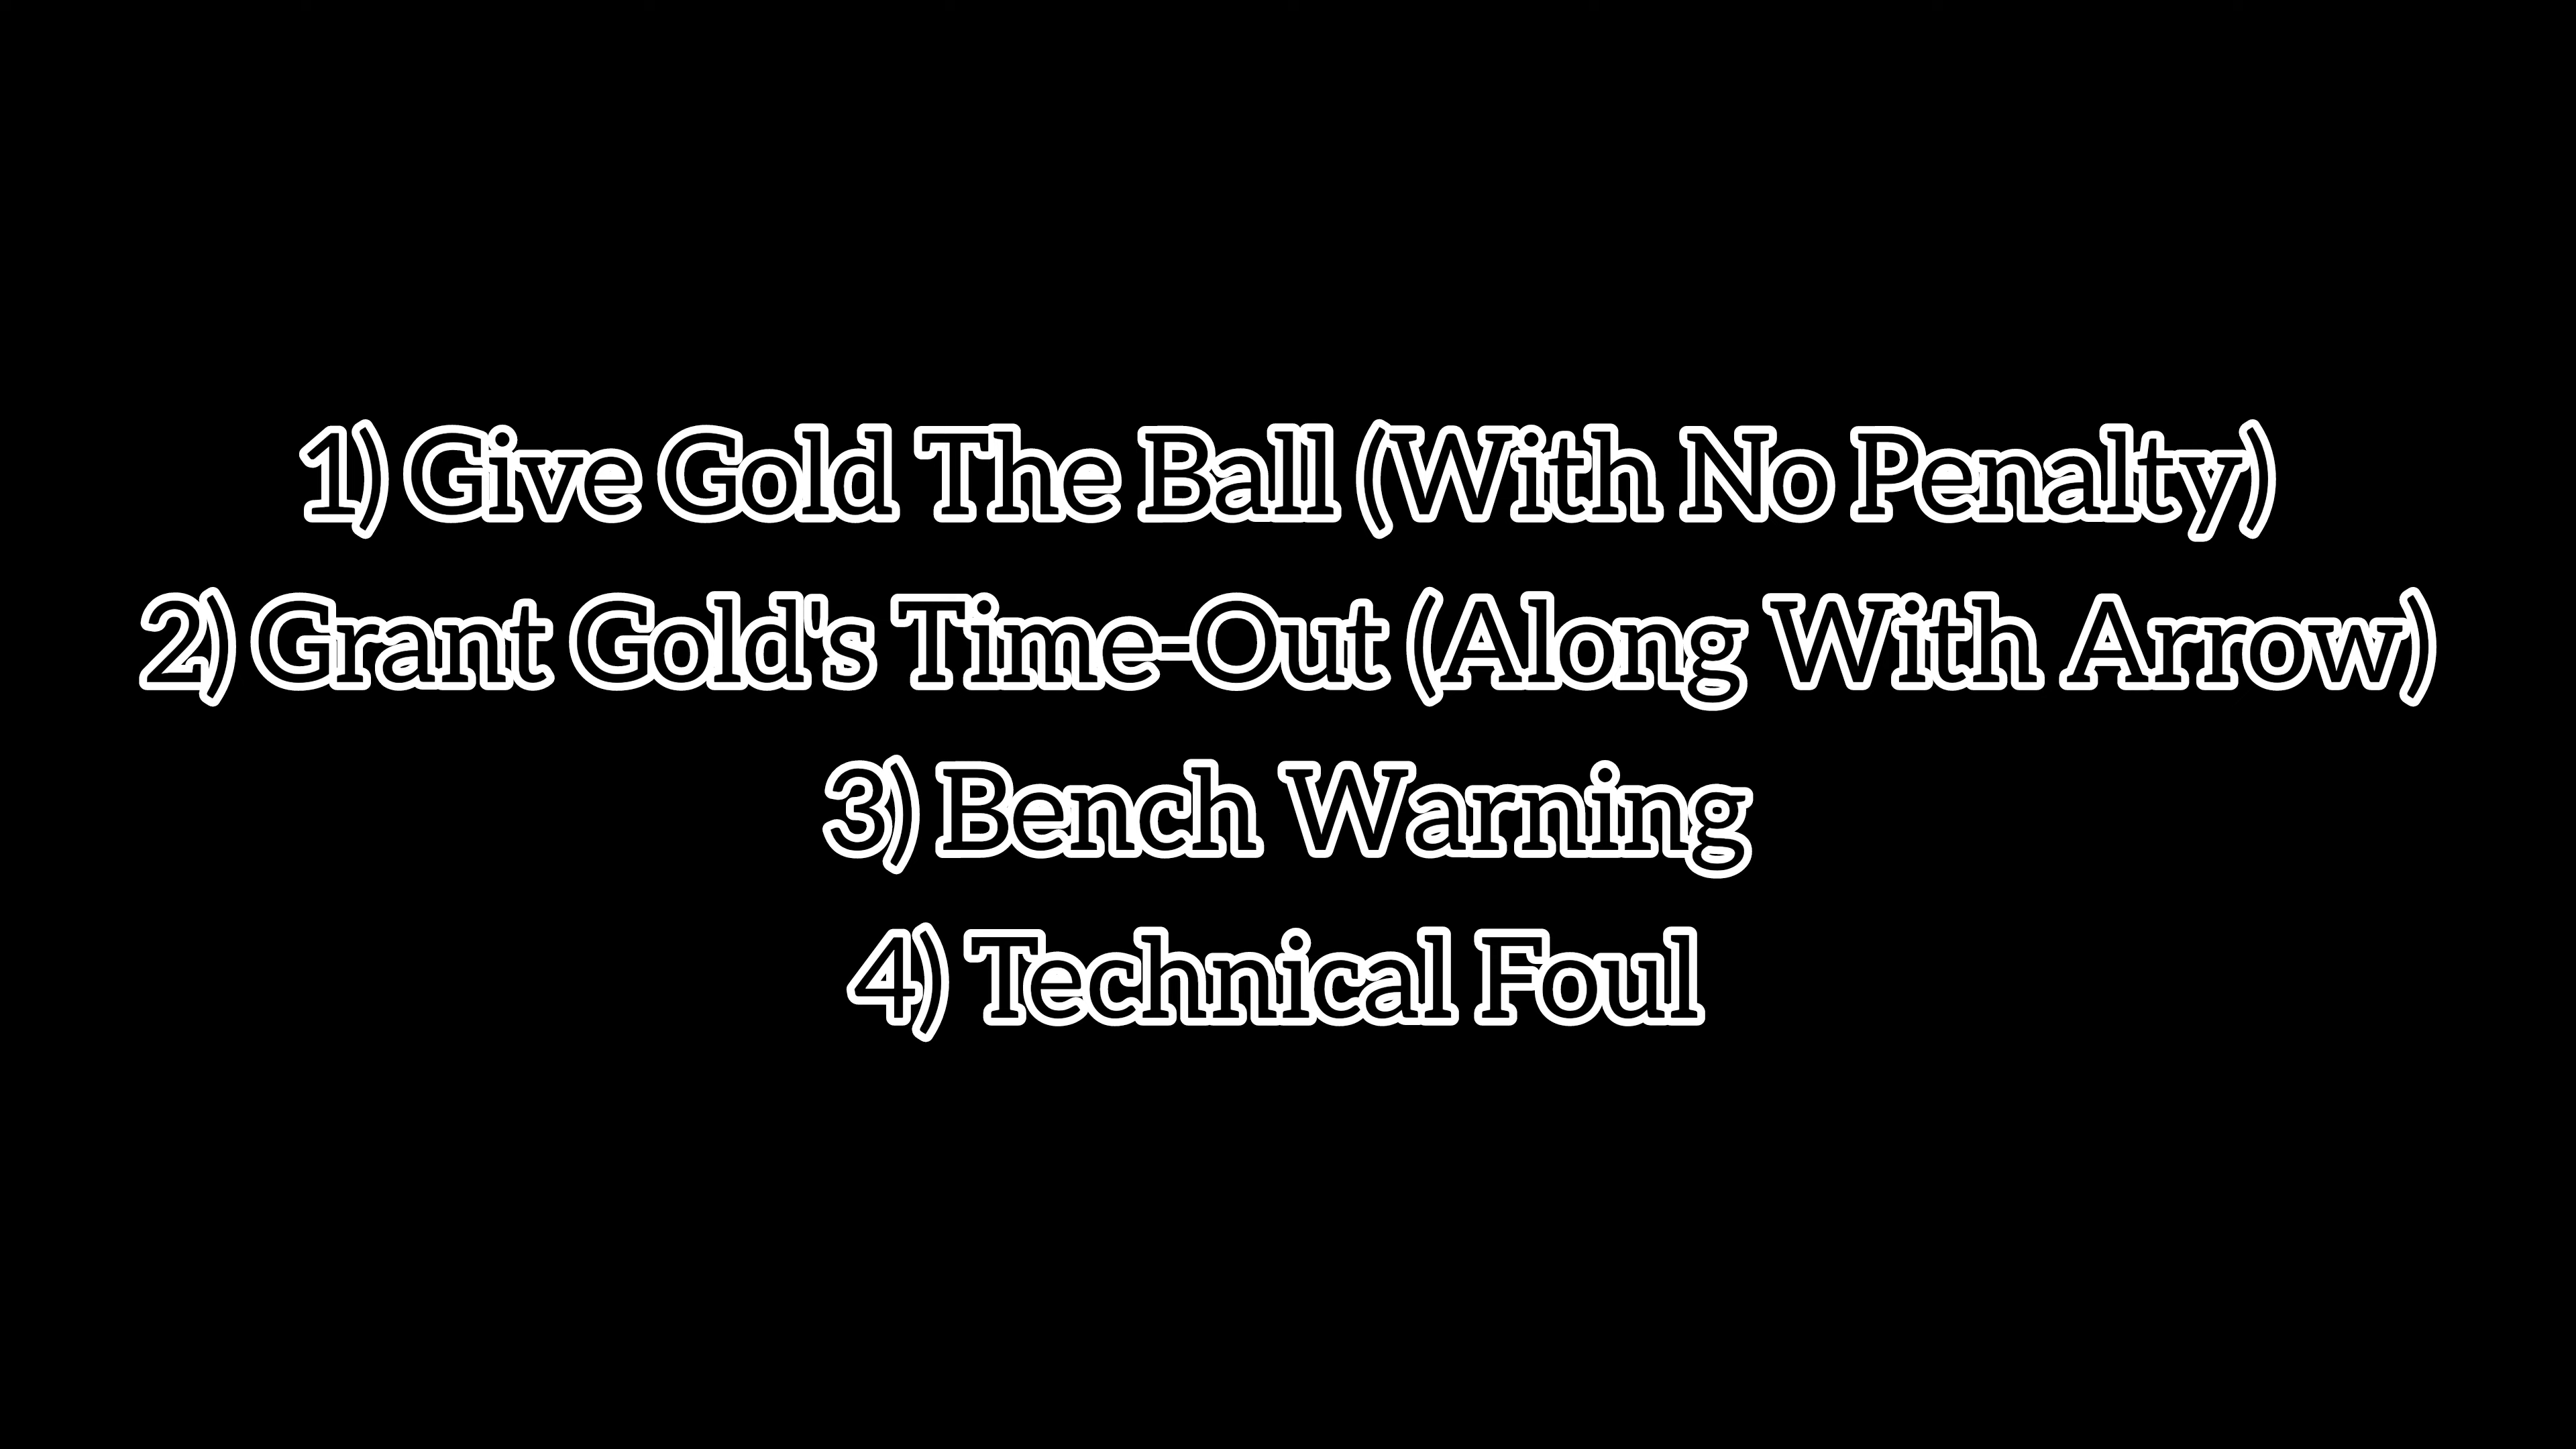 1) Give Gold The Ball (With No Penalty)
2) Grant Gold's Time-Out (Along With Arrow)
3) Bench Warning
4) Technical Foul